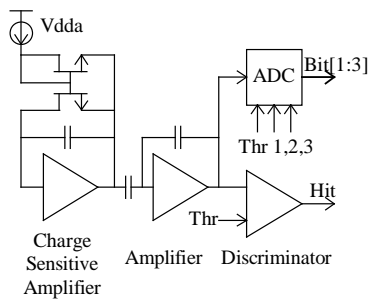 Vdda
ADC
Bit[1:3]
Thr 1,2,3
Hit
Thr
Charge
Sensitive
Amplifier
Amplifier
Discriminator